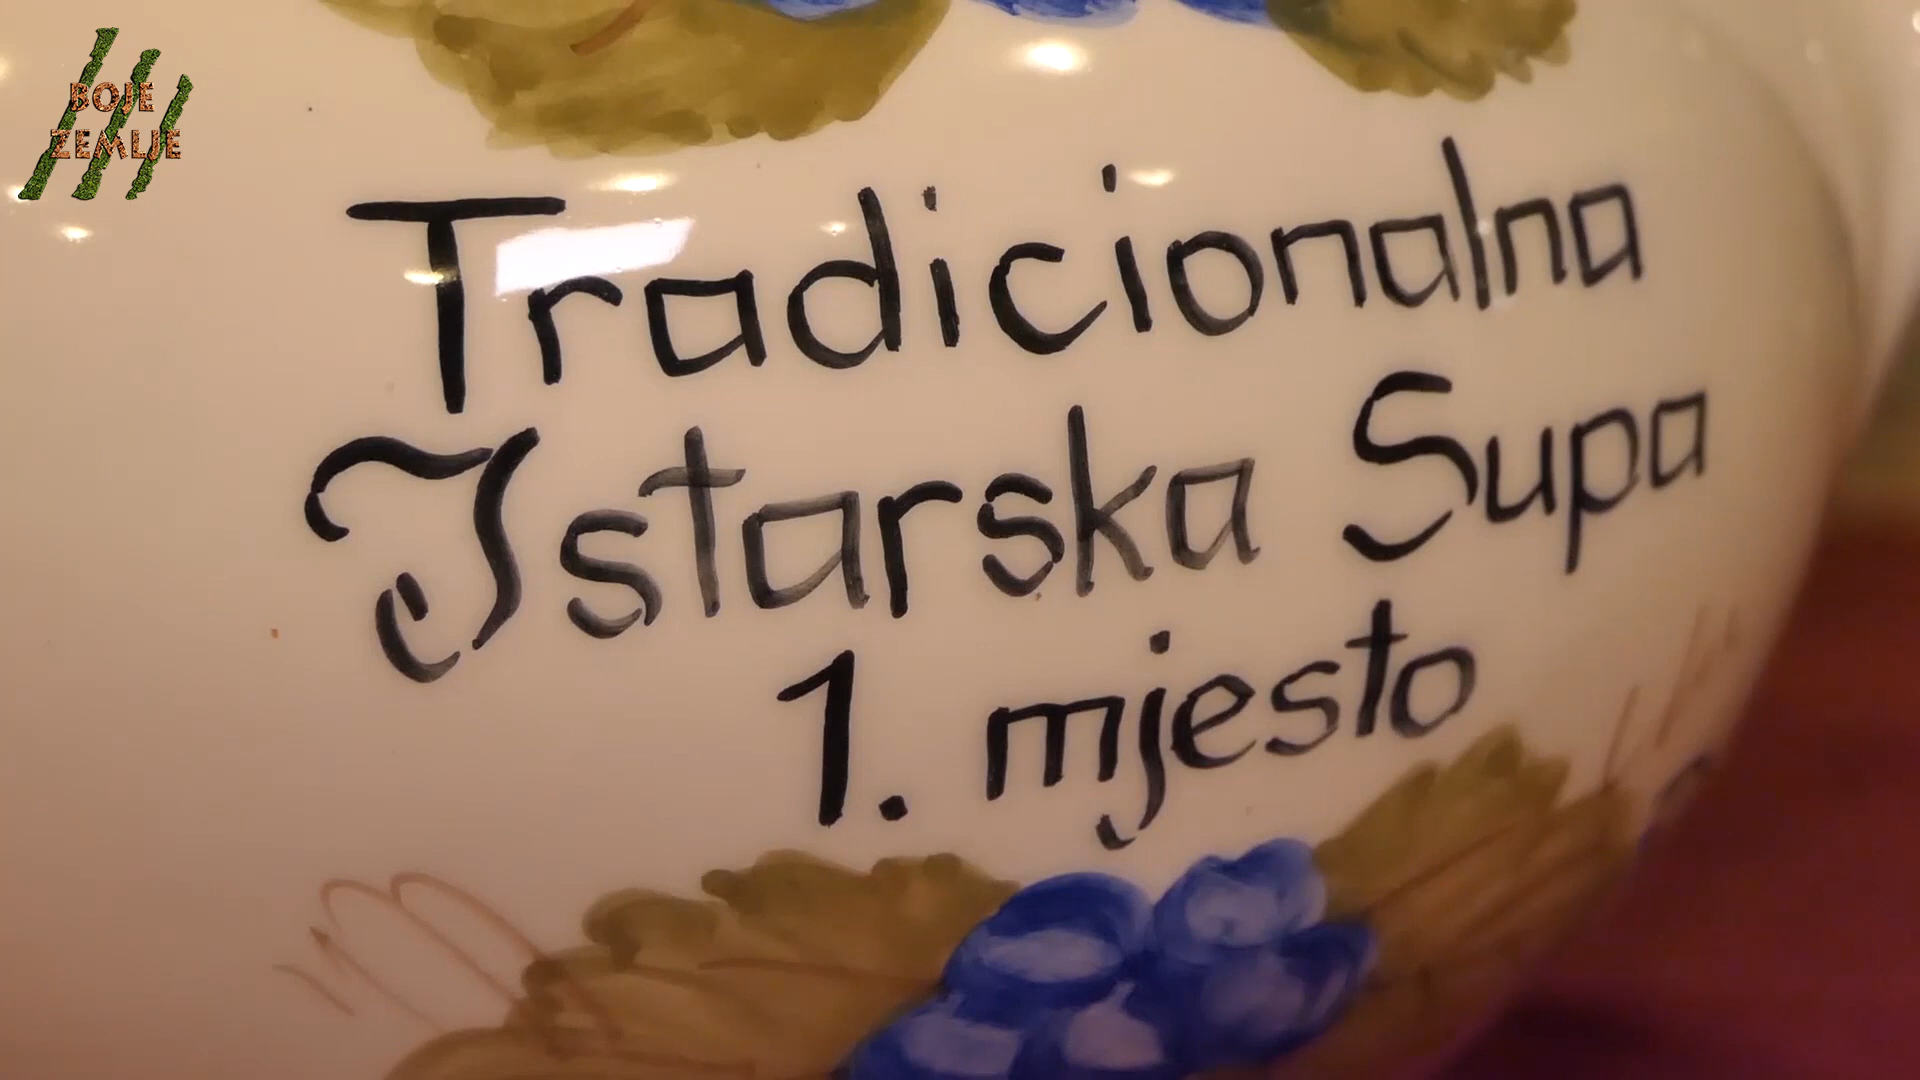 BOJE
ZEMLJE
Tradicionalna
Istarska Supa
1. mjesto